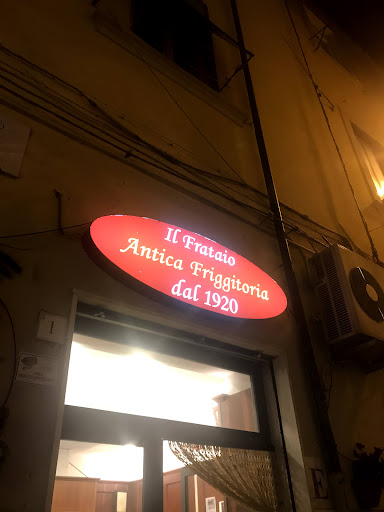 Il Frataio
Antica Friggitoria
dal 1920